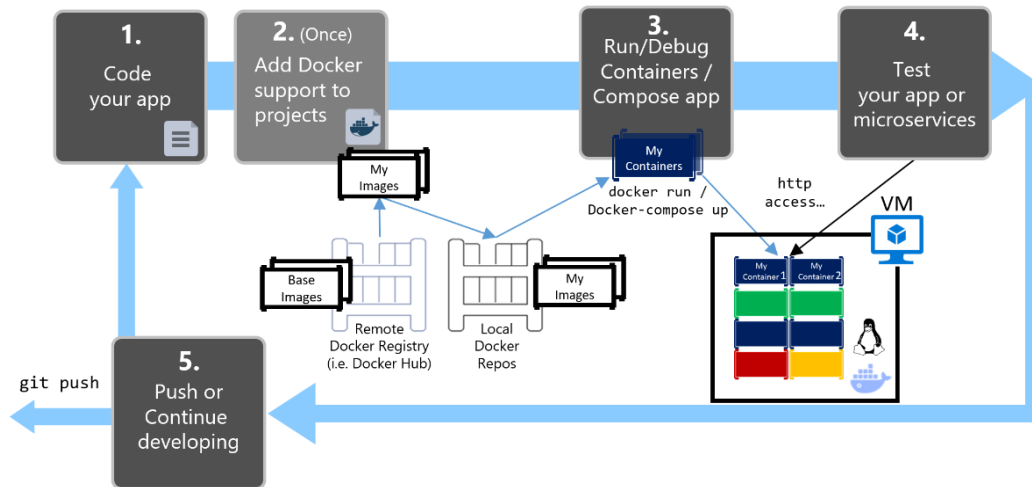 1.
Code
your app
2. (Once)
Add Docker
support to
projects
3.
Run/Debug
Containers /
Compose app
4.
Test
your app or
microservices
My
Images
My
Containers
docker run /
Docker-compose up
http
access…
VM
Base
Images
My
Images
My
Container 1
My
Container 2
Remote
Docker Registry
(i.e. Docker Hub)
Local
Docker
Repos
5.
Push or
Continue
developing
git push